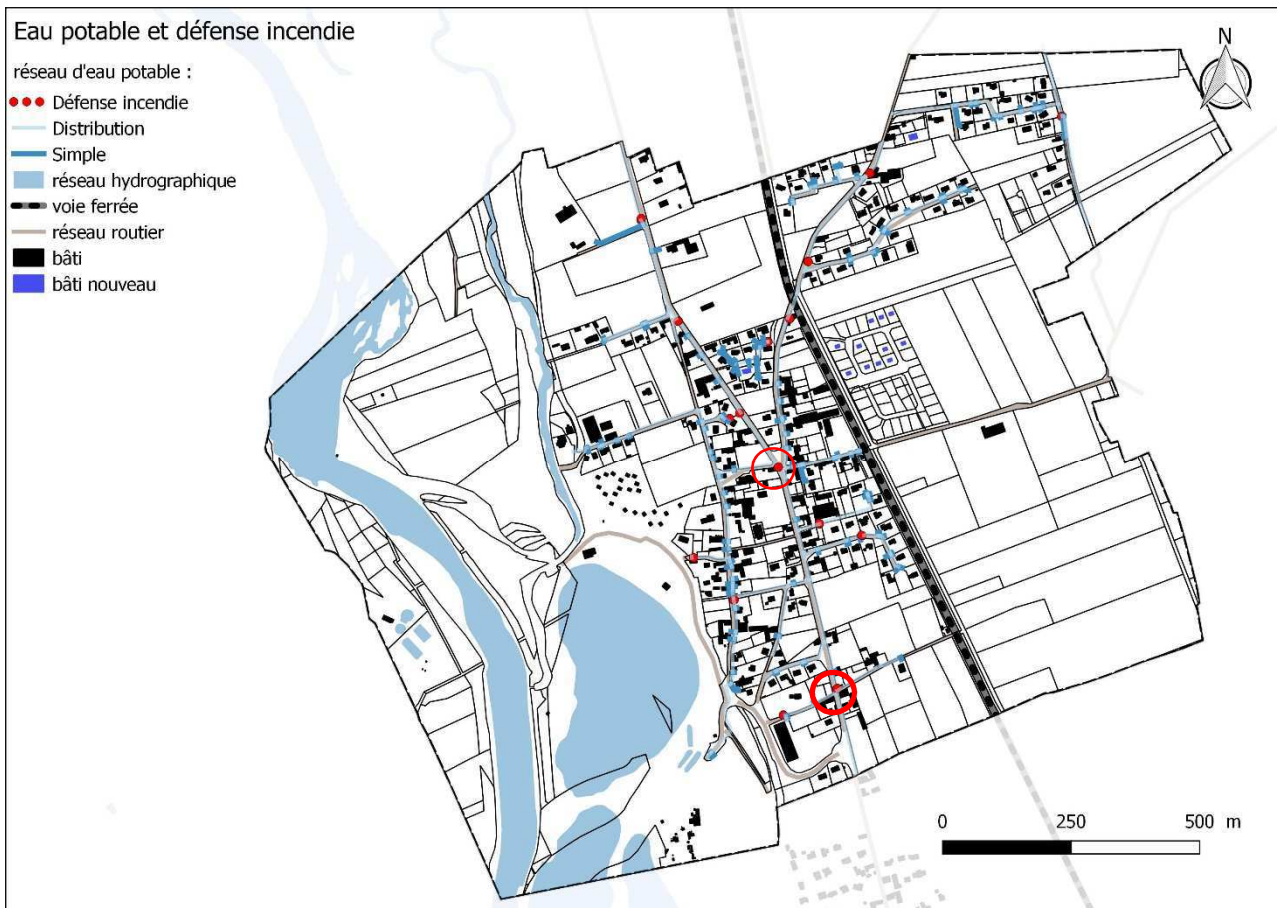 Eau potable et défense incendie
réseau d'eau potable :
Défense incendie
Distribution
Simple
réseau hydrographique
voie ferrée
réseau routier
bâti
bâti nouveau
N
0 250 500 m